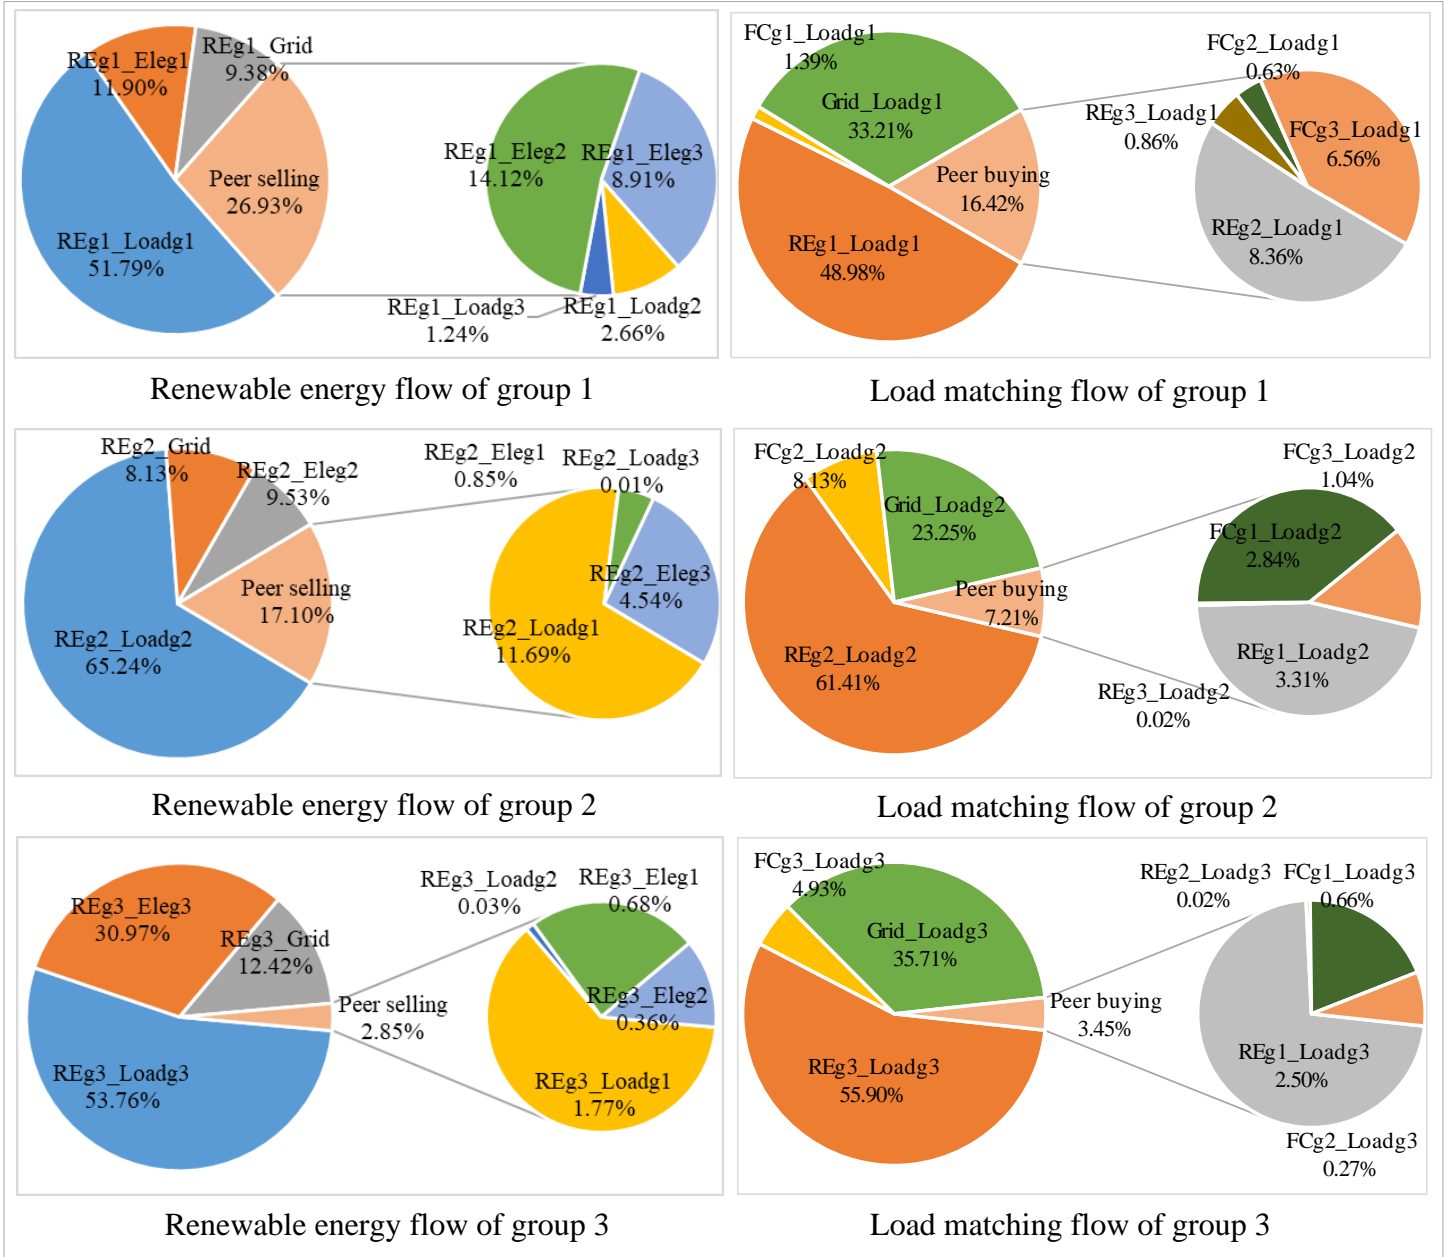 REg1_Eleg1
11.90%
REg1_Grid
9.38%
Peer selling
26.93%
REg1_Loadg1
51.79%
REg1_Eleg2
14.12%
REg1_Eleg3
8.91%
REg1_Loadg3
1.24%
REg1_Loadg2
2.66%
Renewable energy flow of group 1
FCg1_Loadg1
1.39%
Grid_Loadg1
33.21%
Peer buying
16.42%
REg1_Loadg1
48.98%
FCg2_Loadg1
0.63%
REg3_Loadg1
0.86%
FCg3_Loadg1
6.56%
REg2_Loadg1
8.36%
Load matching flow of group 1
REg2_Grid
8.13%
REg2_Eleg2
9.53%
Peer selling
17.10%
REg2_Loadg2
65.24%
REg2_Eleg1
0.85%
REg2_Loadg3
0.01%
REg2_Eleg3
4.54%
REg2_Loadg1
11.69%
Renewable energy flow of group 2
FCg2_Loadg2
8.13%
Grid_Loadg2
23.25%
Peer buying
7.21%
REg2_Loadg2
61.41%
FCg3_Loadg2
1.04%
FCg1_Loadg2
2.84%
REg1_Loadg2
3.31%
REg3_Loadg2
0.02%
Load matching flow of group 2
REg3_Eleg3
30.97%
REg3_Grid
12.42%
Peer selling
2.85%
REg3_Loadg3
53.76%
REg3_Loadg2
0.03%
REg3_Eleg1
0.68%
REg3_Eleg2
0.36%
REg3_Loadg1
1.77%
Renewable energy flow of group 3
FCg3_Loadg3
4.93%
Grid_Loadg3
35.71%
Peer buying
3.45%
REg3_Loadg3
55.90%
REg2_Loadg3
0.02%
FCg1_Loadg3
0.66%
REg1_Loadg3
2.50%
FCg2_Loadg3
0.27%
Load matching flow of group 3